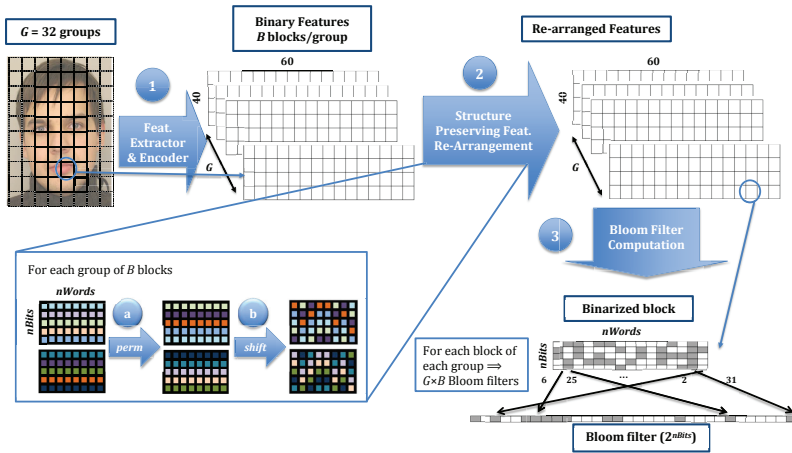 G = 32 groups
Binary Features
B blocks/group
Re-arranged Features
60
60
1
2
40
40
Feat.
Extractor
& Encoder
Structure
Preserving Feat.
Re-Arrangement
G
G
3
Bloom Filter
Computation
For each group of B blocks
nWords
nBits
a
b
perm
shift
Binarized block
nWords
nBits
For each block of
each group ⟹
G×B Bloom filters
6 25 ... 2 31
Bloom filter (2^nBits)